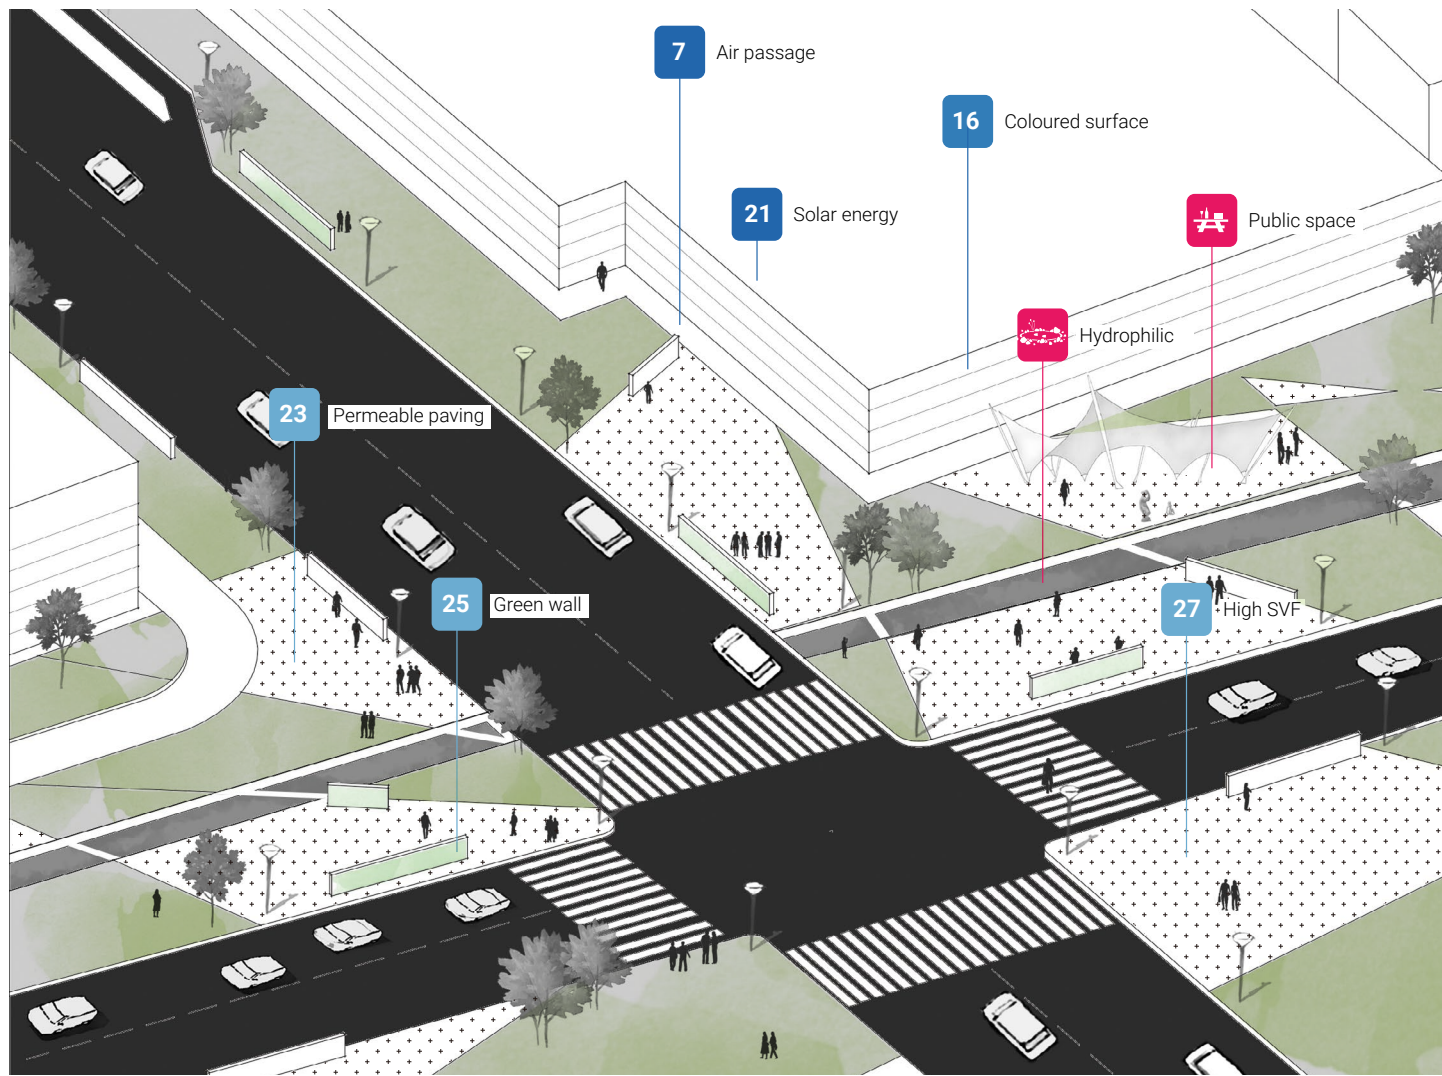 7 Air passage
16 Coloured surface
21 Solar energy
Public space
Hydrophilic
23 Permeable paving
25 Green wall
27 High SVF